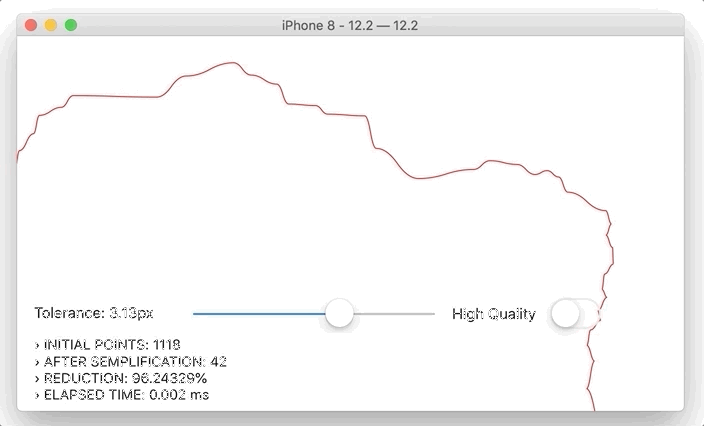 iPhone 8 - 12.2 — 12.2
Tolerance: 3.13px
High Quality
› INITIAL POINTS: 1118
› AFTER SEMPLIFICATION: 42
› REDUCTION: 96.24329%
› ELAPSED TIME: 0.002 ms